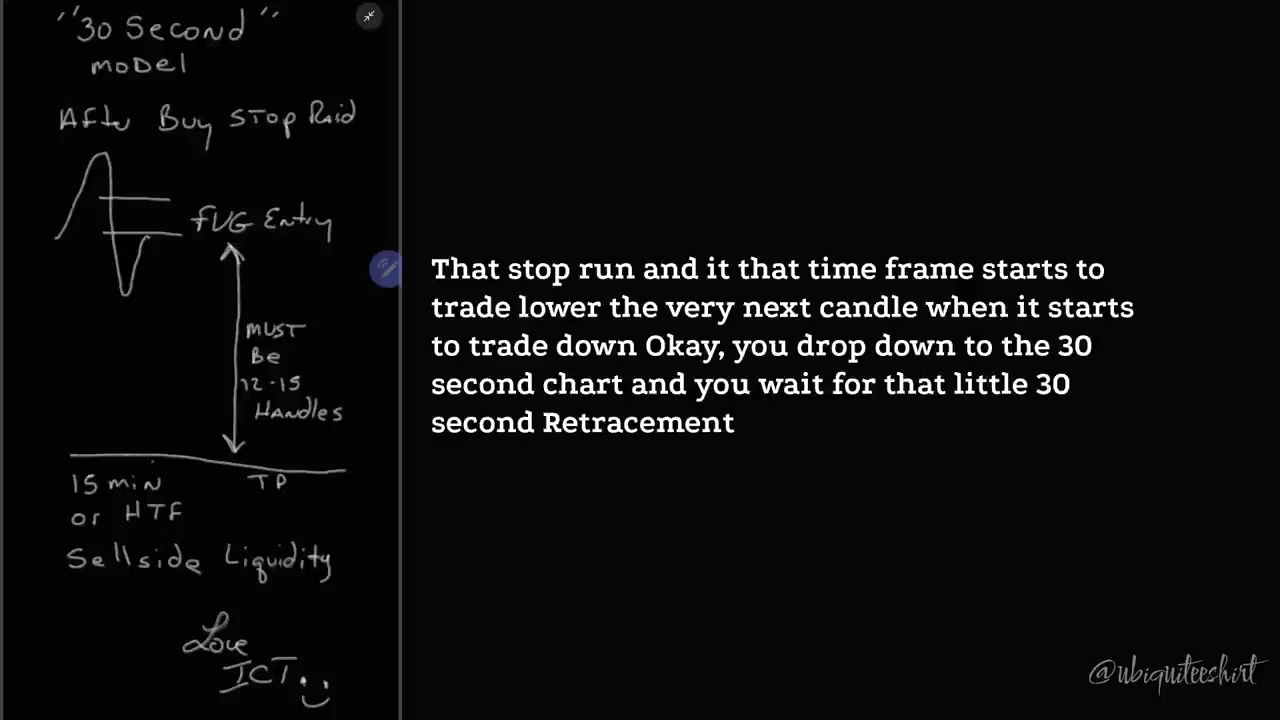 "30 Second"
model
After Buy STop Raid
FVG Entry
MUST
Be
12-15
HANdles
15 min
TP
or HTF
Sellside Liquidity
Love
ICT
That stop run and it that time frame starts to
trade lower the very next candle when it starts
to trade down Okay, you drop down to the 30
second chart and you wait for that little 30
second Retracement
@ubiquiteeshirt